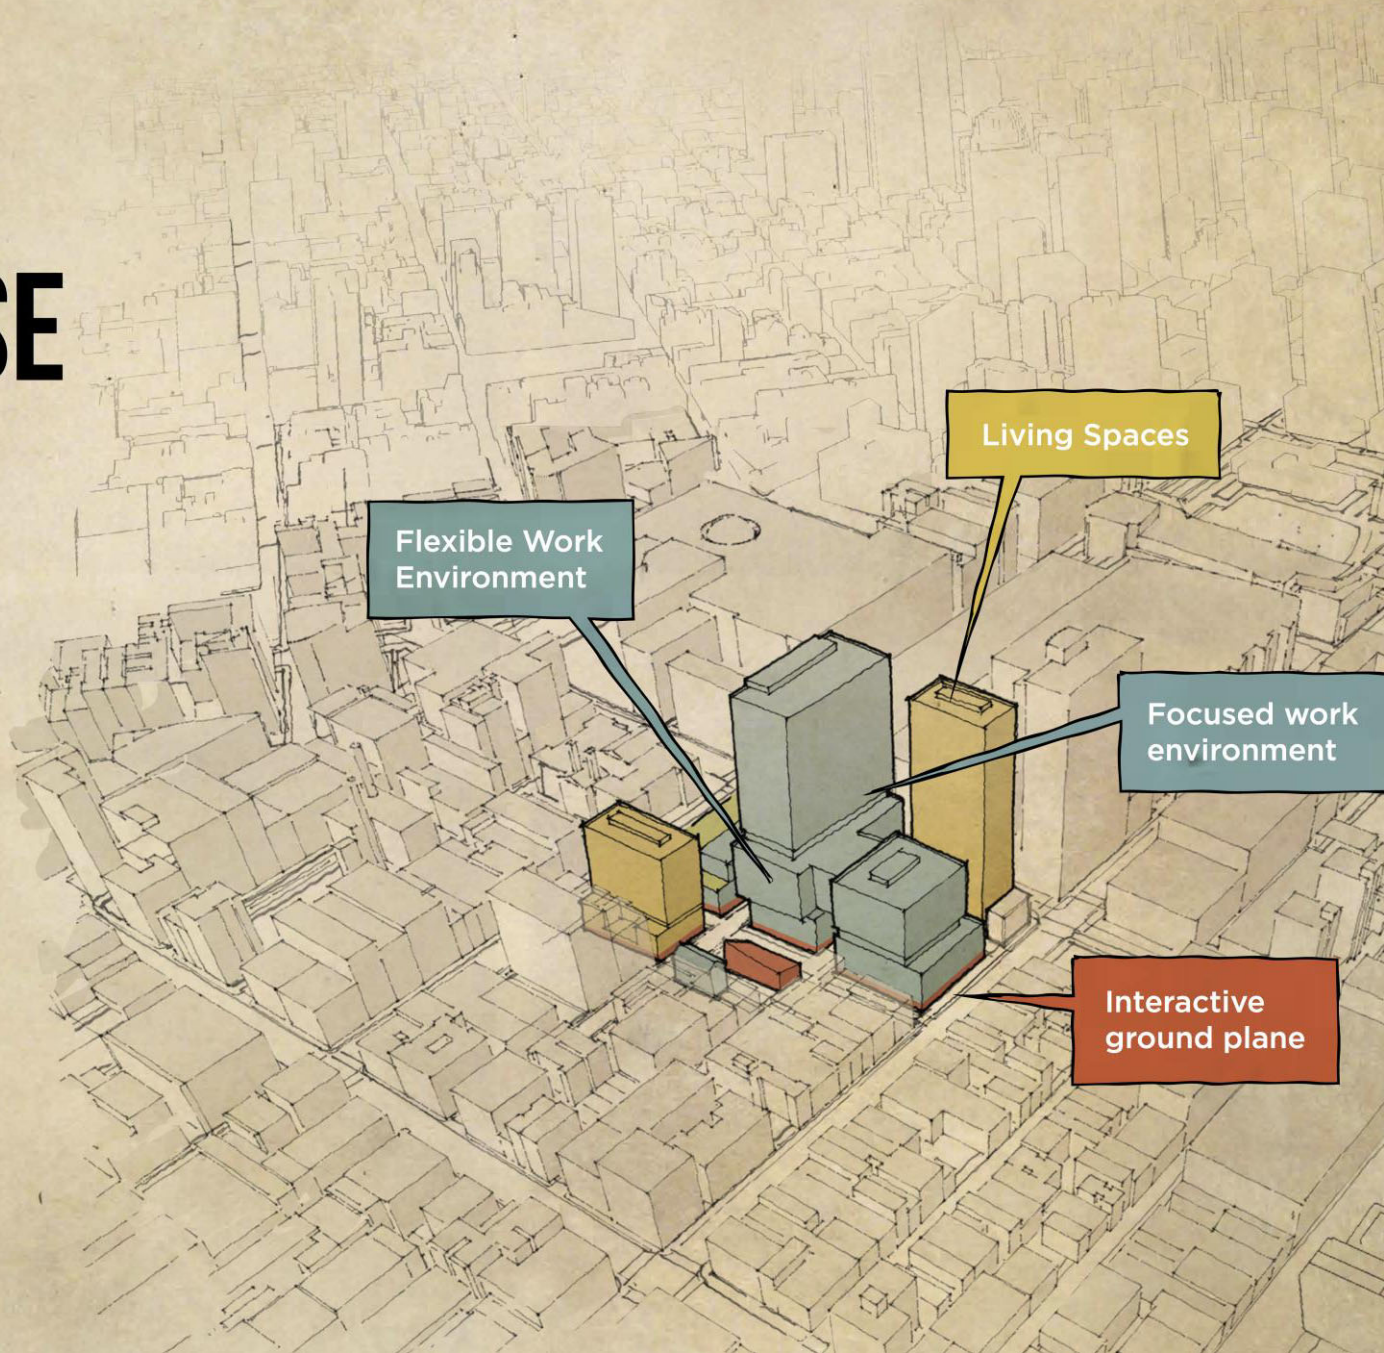 SE
Living Spaces
Flexible Work
Environment
Focused work
environment
Interactive
ground plane